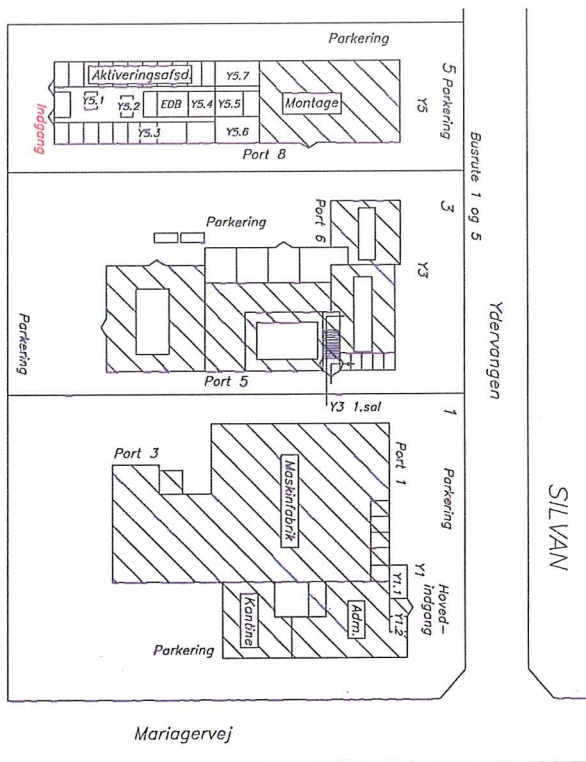 Parkering
5
Parkering
Y5
Aktiveringsafsd.
Y5.7
Y5.1
Y5.2
EDB
Y5.4
Y5.5
Montage
Y5.3
Y5.6
Indgang
Port 8
Busrute 1 og 5
Ydervangen
SILVAN
3
Y3
Parkering
Port 6
Parkering
Port 5
Y3 1.sal
1
Parkering
Port 1
Port 3
Maskinfabrik
Y1
Hoved-
indgang
Y1.1
Y1.2
Adm.
Kantine
Parkering
Mariagervej